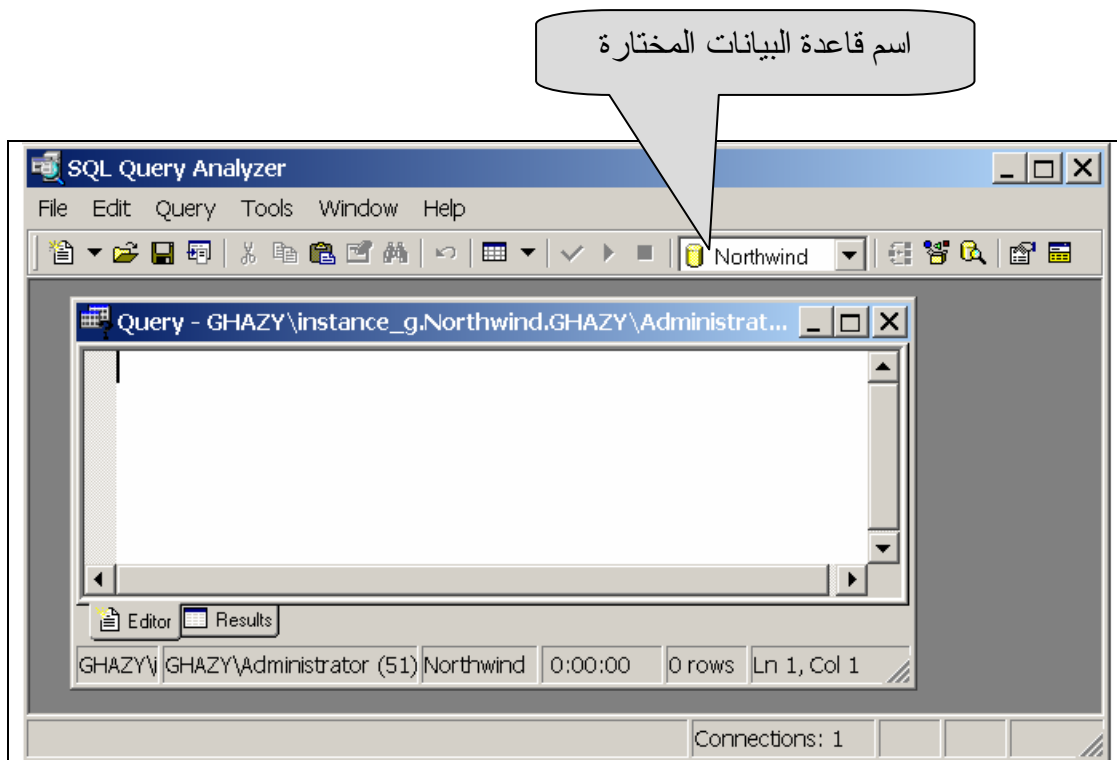 اسم قاعدة البيانات المختارة
SQL Query Analyzer
File Edit Query Tools Window Help
Northwind
Query - GHAZY\instance_g.Northwind.GHAZY\Administrat...
Editor Results
GHAZY\i GHAZY\Administrator (51) Northwind 0:00:00 0 rows Ln 1, Col 1
Connections: 1